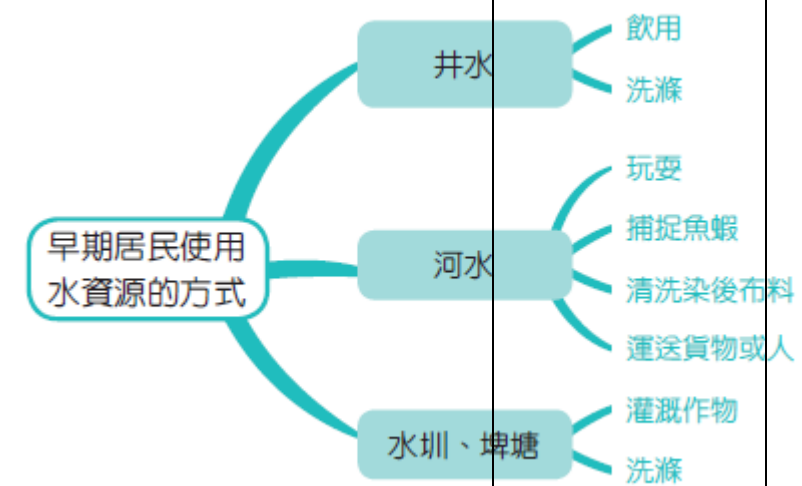 早期居民使用
水資源的方式
井水
飲用
洗滌
河水
玩耍
捕捉魚蝦
清洗染後布料
運送貨物或人
水圳、埤塘
灌溉作物
洗滌